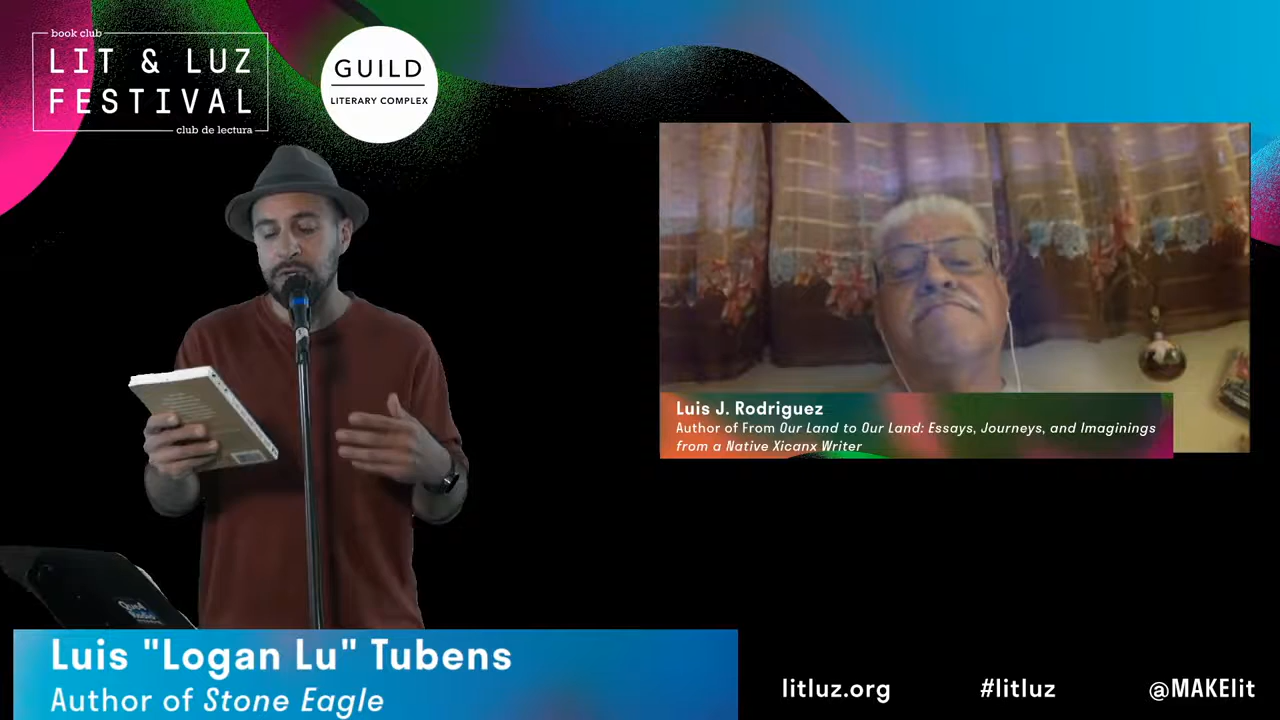 book club
LIT & LUZ
FESTIVAL
club de lectura
GUILD
LITERARY COMPLEX
Luis J. Rodriguez
Author of From Our Land to Our Land: Essays, Journeys, and Imaginings
from a Native Xicanx Writer
Luis "Logan Lu" Tubens
Author of Stone Eagle
litluz.org
#litluz
@MAKElit